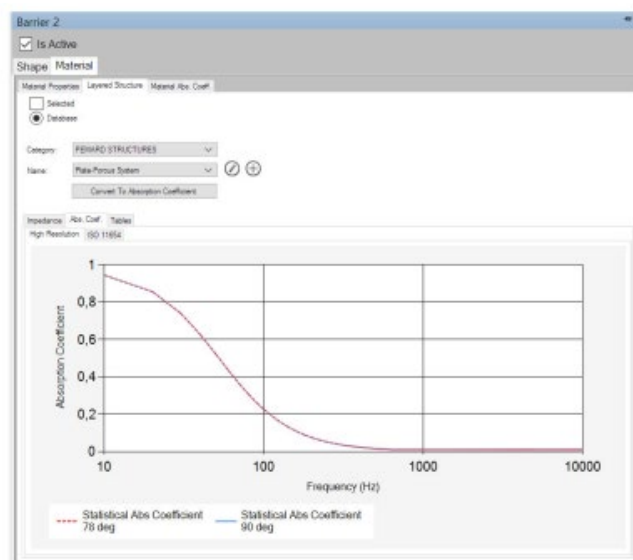 Barrier 2
Is Active
Shape Material
Material Properties Layered Structure Material Abs. Coeff
Selected
Database
Category: FEMARD STRUCTURES
Name: Plate-Porous System
Convert To Absorption Coefficient
Impedance Abs. Coef. Tables
High Resolution ISO 11654
1
0,8
0,6
0,4
0,2
0
Absorption Coefficient
10 100 1000 10000
Frequency (Hz)
Statistical Abs Coefficient Statistical Abs Coefficient
78 deg 90 deg